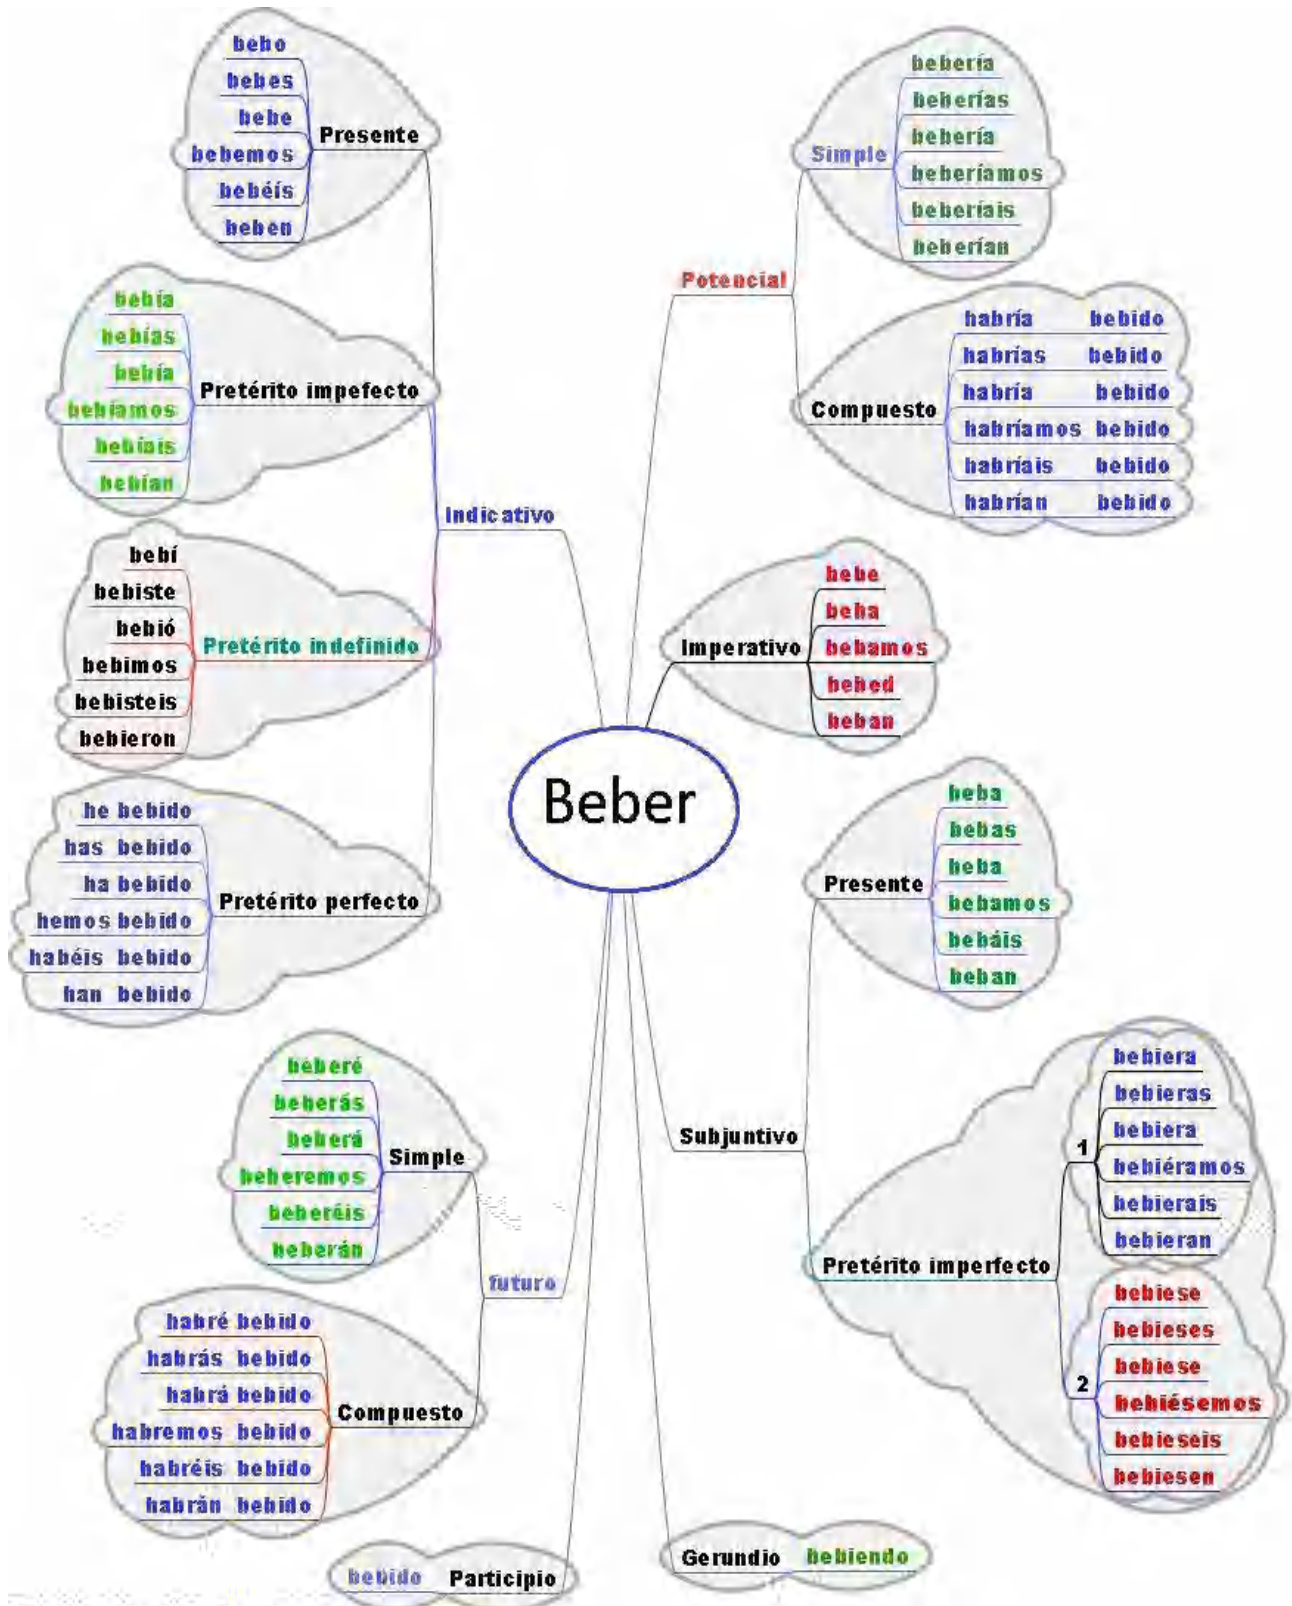 Beber
Indicativo
Presente
bebo
bebes
bebe
bebemos
bebéis
beben
Pretérito impefecto
bebía
bebías
bebía
bebíamos
bebíais
bebían
Pretérito indefinido
bebí
bebiste
bebió
bebimos
bebisteis
bebieron
Pretérito perfecto
he bebido
has bebido
ha bebido
hemos bebido
habéis bebido
han bebido
futuro
Simple
beberé
beberás
beberá
beberemos
beberéis
beberán
Compuesto
habré bebido
habrás bebido
habrá bebido
habremos bebido
habréis bebido
habrán bebido
Participio
bebido
Potencial
Simple
bebería
beberías
bebería
beberíamos
beberíais
beberían
Compuesto
habría bebido
habrías bebido
habría bebido
habríamos bebido
habríais bebido
habrían bebido
Imperativo
bebe
beba
bebamos
bebed
beban
Subjuntivo
Presente
beba
bebas
beba
bebamos
bebáis
beban
Pretérito imperfecto
1
bebiera
bebieras
bebiera
bebiéramos
bebierais
bebieran
2
bebiese
bebieses
bebiese
bebiésemos
bebieseis
bebiesen
Gerundio
bebiendo